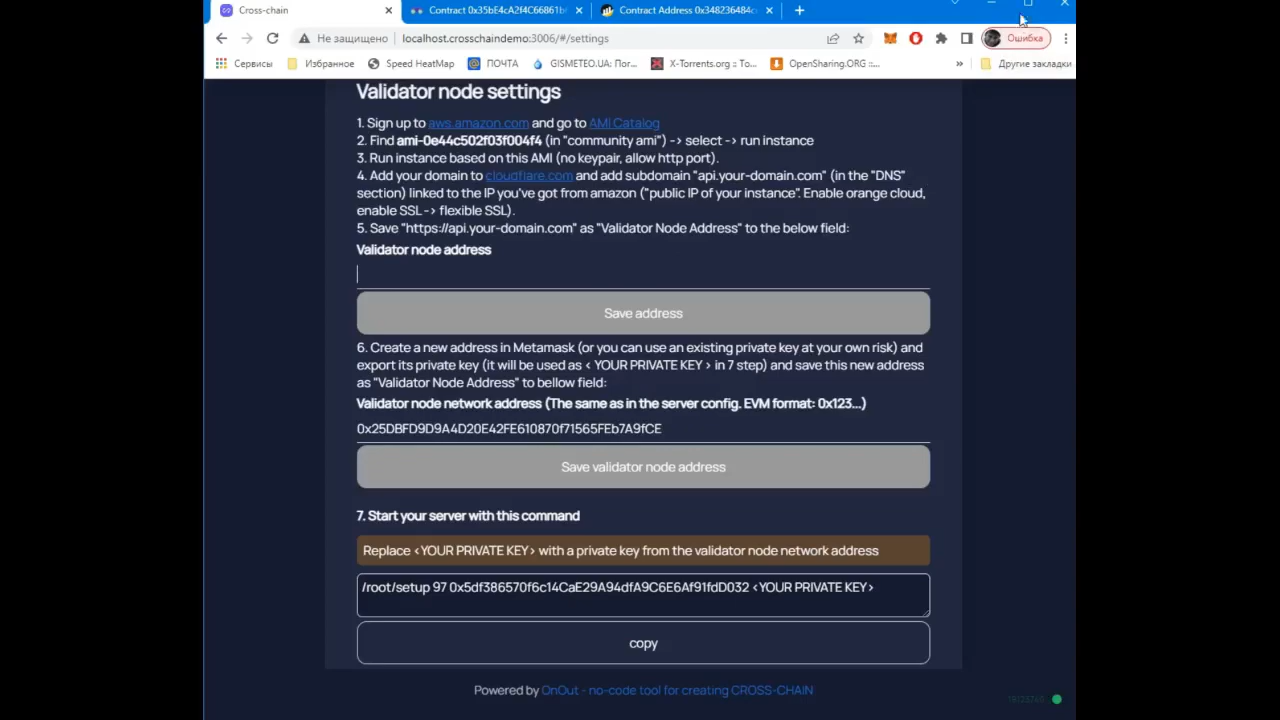 Cross-chain
Contract 0x35bE4cA2f4C66861b
Contract Address 0x348236484c
Не защищено
localhost.crosschaindemo:3006/#/settings
Ошибка
Сервисы
Избранное
Speed HeatMap
ПОЧТА
GISMETEO.UA: Пог...
X-Torrents.org :: То...
OpenSharing.ORG ::...
»
Другие закладки
Validator node settings
1. Sign up to aws.amazon.com and go to AMI Catalog
2. Find ami-0e44c502f03f004f4 (in "community ami") -> select -> run instance
3. Run instance based on this AMI (no keypair, allow http port).
4. Add your domain to cloudflare.com and add subdomain "api.your-domain.com" (in the "DNS"
section) linked to the IP you've got from amazon ("public IP of your instance". Enable orange cloud,
enable SSL -> flexible SSL).
5. Save "https://api.your-domain.com" as "Validator Node Address" to the below field:
Validator node address
Save address
6. Create a new address in Metamask (or you can use an existing private key at your own risk) and
export its private key (it will be used as < YOUR PRIVATE KEY > in 7 step) and save this new address
as "Validator Node Address" to bellow field:
Validator node network address (The same as in the server config. EVM format: 0x123...)
0x25DBFD9D9A4D20E42FE610870f71565FEb7A9fCE
Save validator node address
7. Start your server with this command
Replace <YOUR PRIVATE KEY> with a private key from the validator node network address
/root/setup 97 0x5df386570f6c14CaE29A94dfA9C6E6Af91fdD032 <YOUR PRIVATE KEY>
copy
Powered by OnOut - no-code tool for creating CROSS-CHAIN